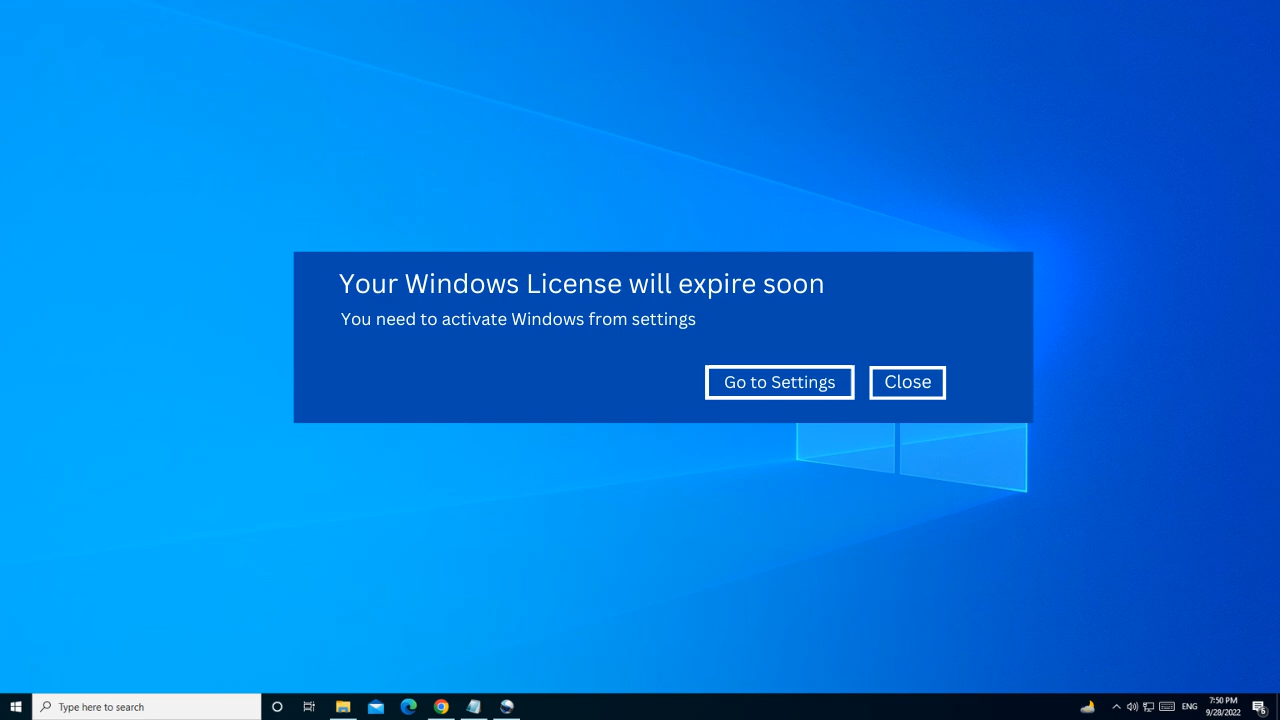 Your Windows License will expire soon
You need to activate Windows from settings
Go to Settings
Close
Type here to search
ENG
7:50 PM
9/28/2022
6